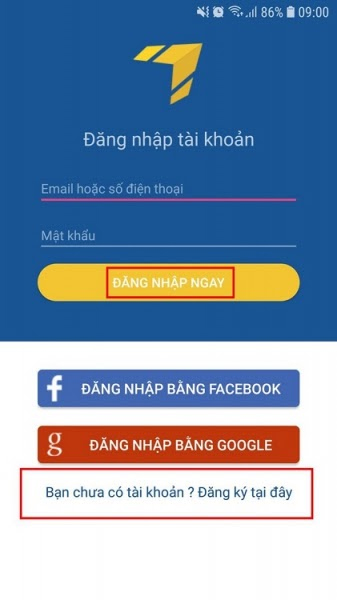 86% 09:00
Đăng nhập tài khoản
Email hoặc số điện thoại
Mật khẩu
ĐĂNG NHẬP NGAY
f ĐĂNG NHẬP BẰNG FACEBOOK
g ĐĂNG NHẬP BẰNG GOOGLE
Bạn chưa có tài khoản ? Đăng ký tại đây